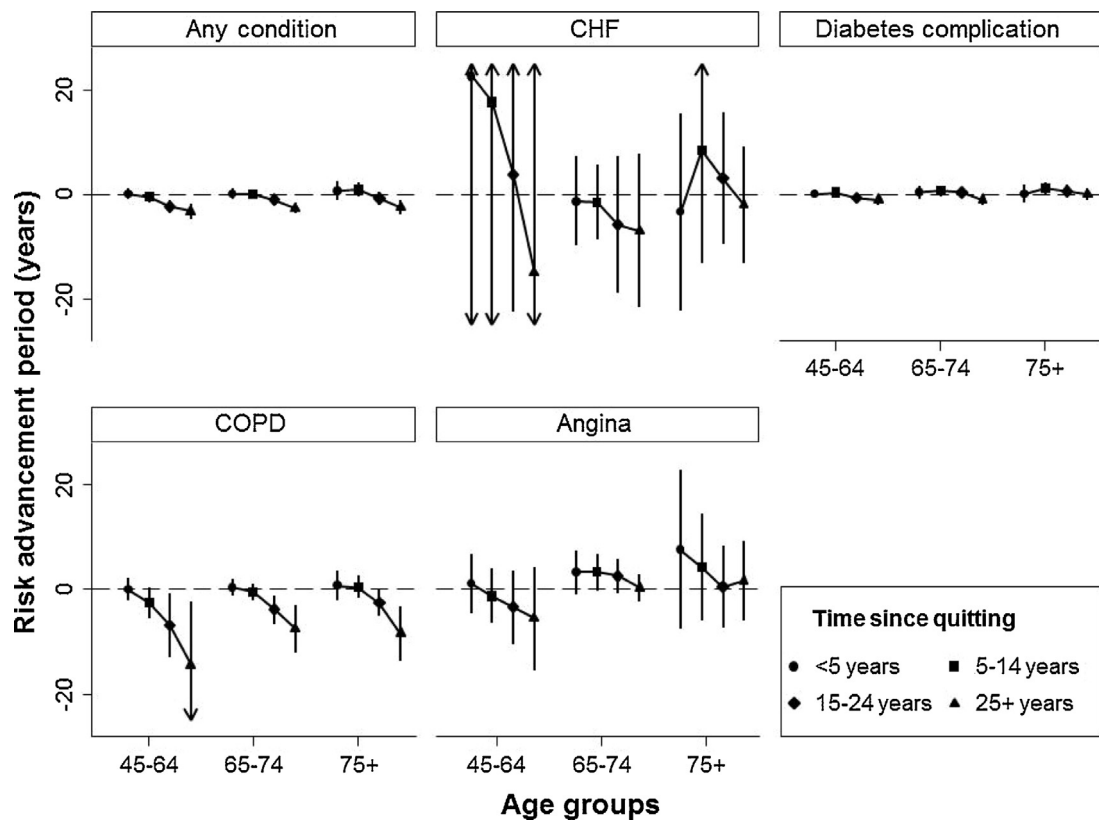 Any condition
CHF
Diabetes complication
Risk advancement period (years)
20
0
-20
45-64
65-74
75+
COPD
Angina
20
0
-20
45-64
65-74
75+
45-64
65-74
75+
Age groups
Time since quitting
<5 years
5-14 years
15-24 years
25+ years